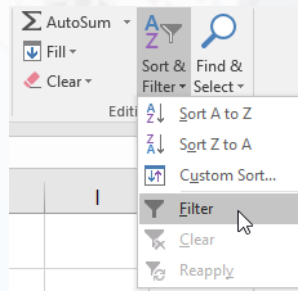 AutoSum
Fill
Clear
Editi
Sort &
Filter
Find &
Select
Sort A to Z
Sort Z to A
Custom Sort...
Filter
Clear
Reapply
I